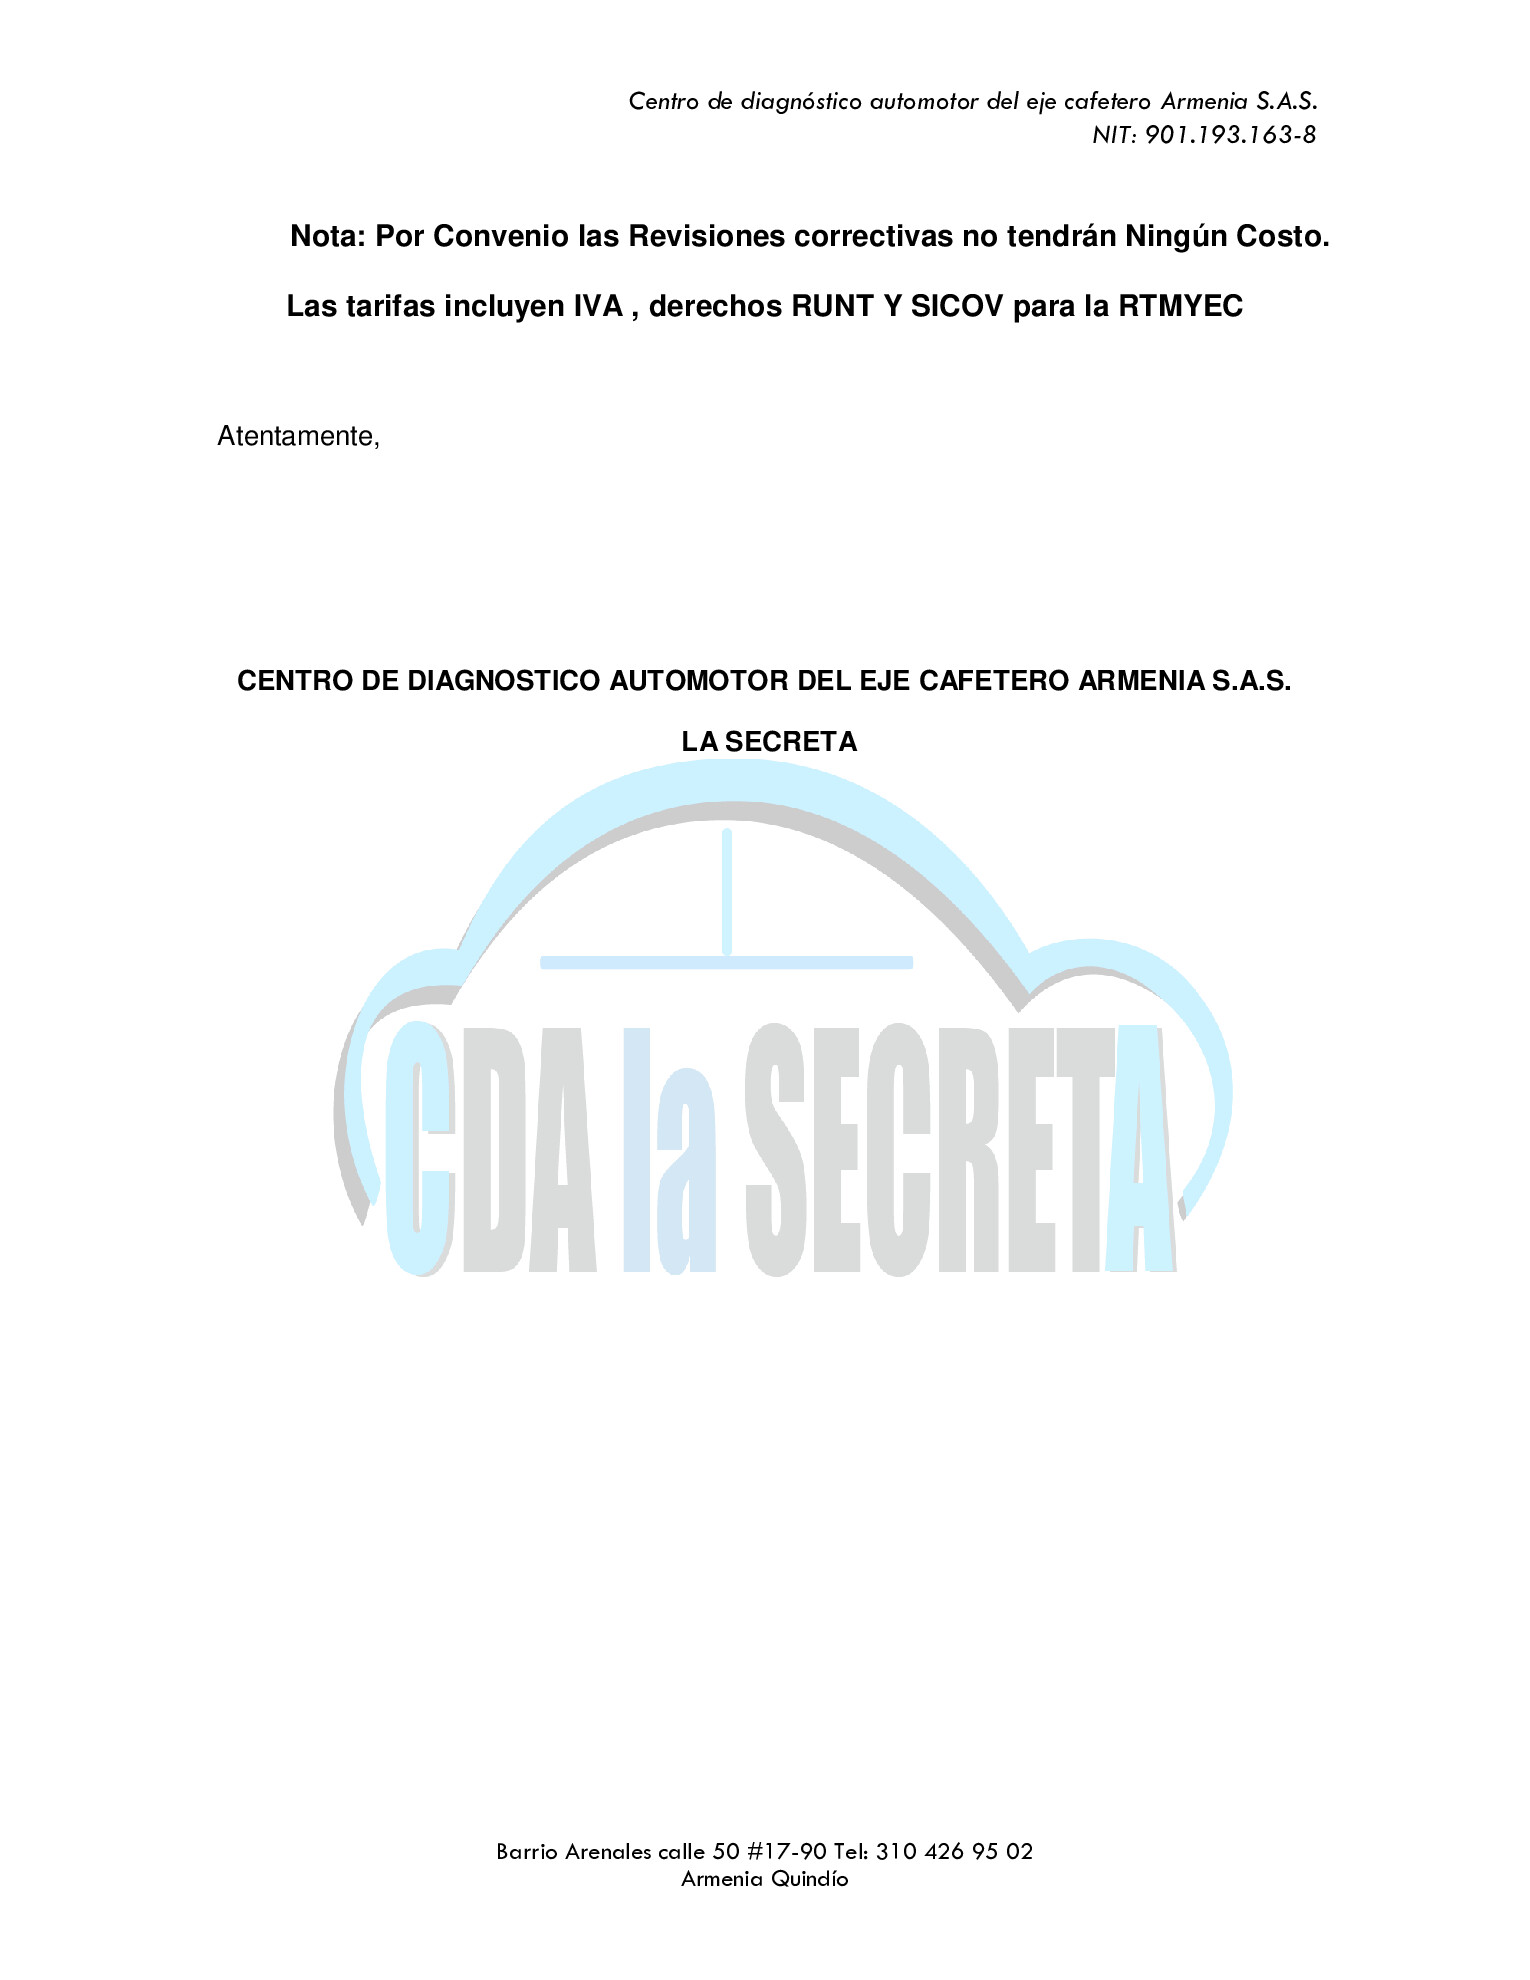 Centro de diagnóstico automotor del eje cafetero Armenia S.A.S.
NIT: 901.193.163-8
Nota: Por Convenio las Revisiones correctivas no tendrán Ningún Costo.
Las tarifas incluyen IVA , derechos RUNT Y SICOV para la RTMYEC
Atentamente,
CENTRO DE DIAGNOSTICO AUTOMOTOR DEL EJE CAFETERO ARMENIA S.A.S.
LA SECRETA
CDA la SECRETA
Barrio Arenales calle 50 #17-90 Tel: 310 426 95 02
Armenia Quindío